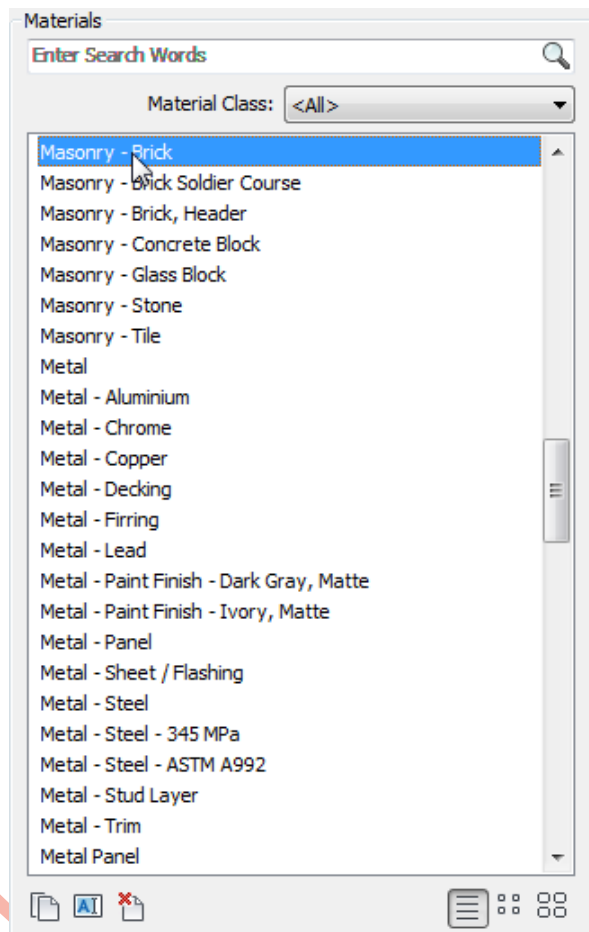 Materials
Enter Search Words
Material Class: <All>
Masonry - Brick
Masonry - Brick Soldier Course
Masonry - Brick, Header
Masonry - Concrete Block
Masonry - Glass Block
Masonry - Stone
Masonry - Tile
Metal
Metal - Aluminium
Metal - Chrome
Metal - Copper
Metal - Decking
Metal - Firring
Metal - Lead
Metal - Paint Finish - Dark Gray, Matte
Metal - Paint Finish - Ivory, Matte
Metal - Panel
Metal - Sheet / Flashing
Metal - Steel
Metal - Steel - 345 MPa
Metal - Steel - ASTM A992
Metal - Stud Layer
Metal - Trim
Metal Panel
AI